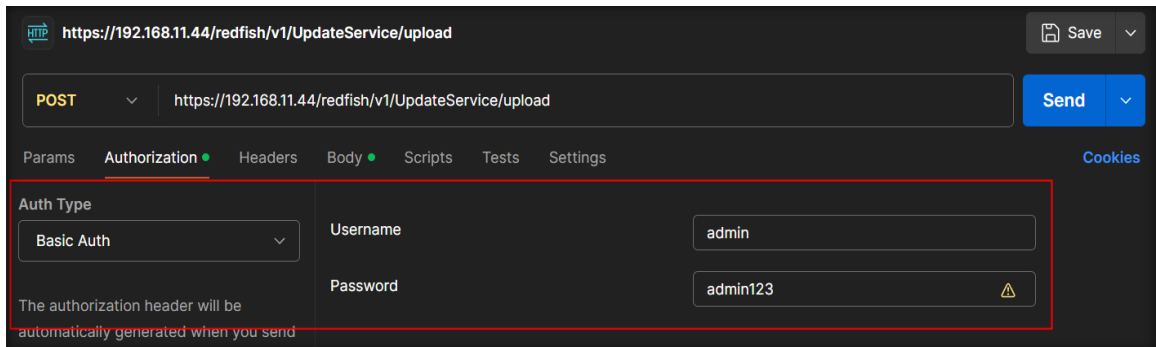 HTTP https://192.168.11.44/redfish/v1/UpdateService/upload Save
POST https://192.168.11.44/redfish/v1/UpdateService/upload Send
Params Authorization Headers Body Scripts Tests Settings Cookies
Auth Type
Basic Auth
Username admin
Password admin123
The authorization header will be
automatically generated when you send